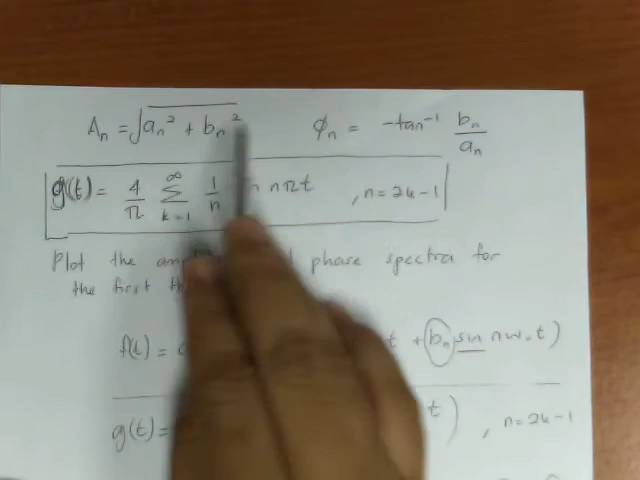 Aₙ = √aₙ² + bₙ² ϕₙ = -tan⁻¹ bₙ/aₙ
g(t) = 4/π ∞ Σ k=1 1/n n nπt , n = 2k-1
Plot the phase spectra for
the first
f(t) = t + bₙ sin nω₀t)
g(t) = t) , n = 2k-1